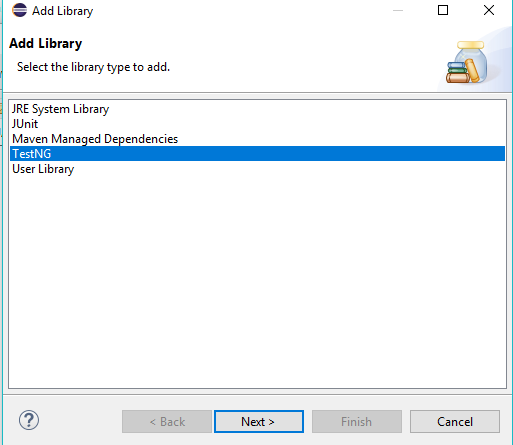 Add Library
Add Library
Select the library type to add.
JRE System Library
JUnit
Maven Managed Dependencies
TestNG
User Library
?
< Back
Next >
Finish
Cancel